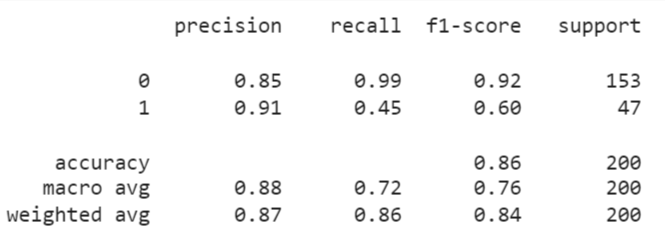 precision recall f1-score support
0 0.85 0.99 0.92 153
1 0.91 0.45 0.60 47
accuracy 0.86 200
macro avg 0.88 0.72 0.76 200
weighted avg 0.87 0.86 0.84 200